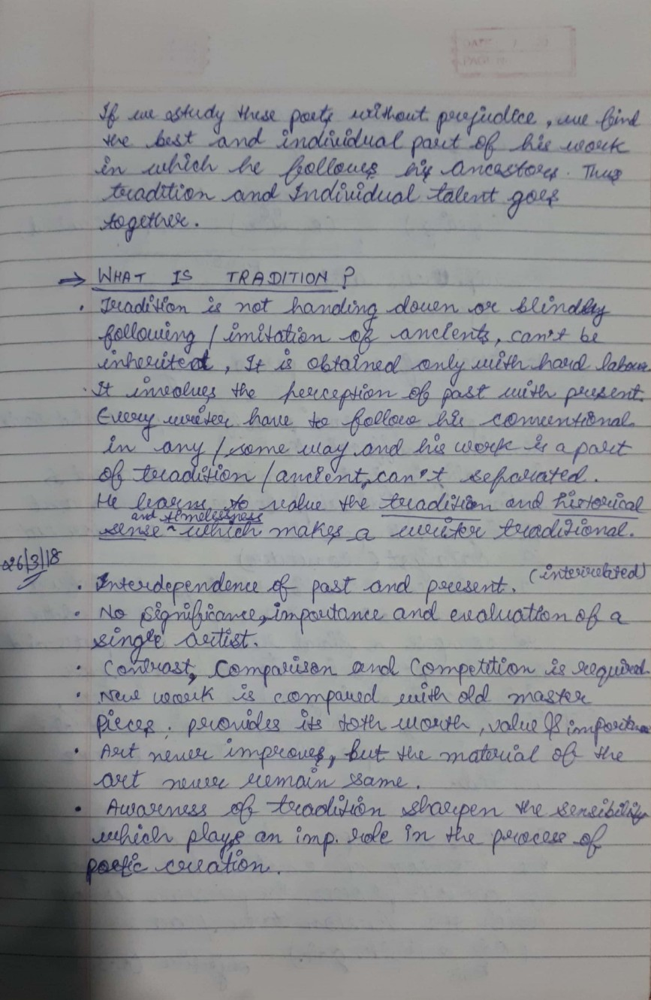 DATE
PAGE
If we study these poets without prejudice, we find
the best and individual part of his work
in which he follows his ancestors. Thus
tradition and Individual talent goes
together.
→ WHAT IS TRADITION?
• Tradition is not handing down or blindly
following / imitation of ancients, can't be
inherited, It is obtained only with hard labour
• It involves the perception of past with present.
Every writer have to follow his conventional
in any / some way and his work is a part
of tradition / ancient, can't separated.
He learns to value the tradition and historical
and timelessness
sense ^ which makes a writer traditional.
26/3/18
• Interdependence of past and present. (interrelated)
• No significance, importance and evaluation of a
single artist.
• Contrast, Comparison and Competition is required.
• New work is compared with old master
pieces; provides its worth, value & importance
• Art never improves, but the material of the
art never remain same.
• Awarness of tradition sharpen the sensibility
which plays an imp. role in the process of
poetic creation.